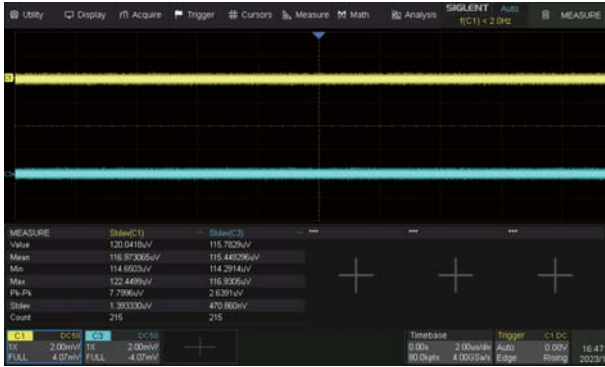 Utility Display Acquire Trigger Cursors Measure Math Analysis SIGLENT Auto MEASURE
f(C1) < 2.0Hz
MEASURE Stdev(C1) Stdev(C3)
Value 120.0418uV 115.7829uV
Mean 116.973065uV 115.449296uV
Min 114.6503uV 114.2914uV
Max 122.4499uV 116.9305uV
Pk-Pk 7.7996uV 2.6391uV
Stdev 1.393330uV 470.860nV
Count 215 215
C1 DC50 C3 DC50 Timebase Trigger C1 DC
1X 2.00mV/ 1X 2.00mV/ 0.00s 2.00us/div Auto 0.00V 16:47
FULL 4.07mV FULL -4.07mV 80.0kpts 4.00GSa/s Edge Rising